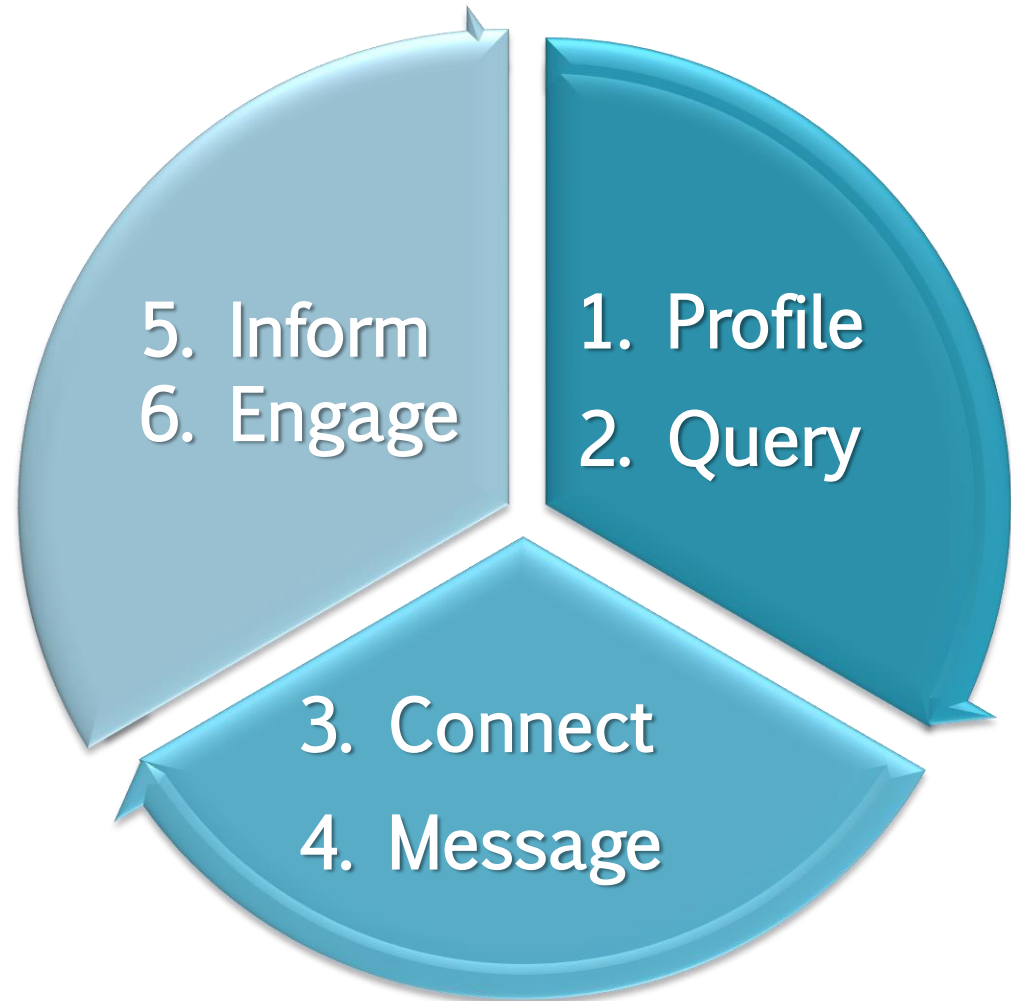 1. Profile
2. Query
3. Connect
4. Message
5. Inform
6. Engage